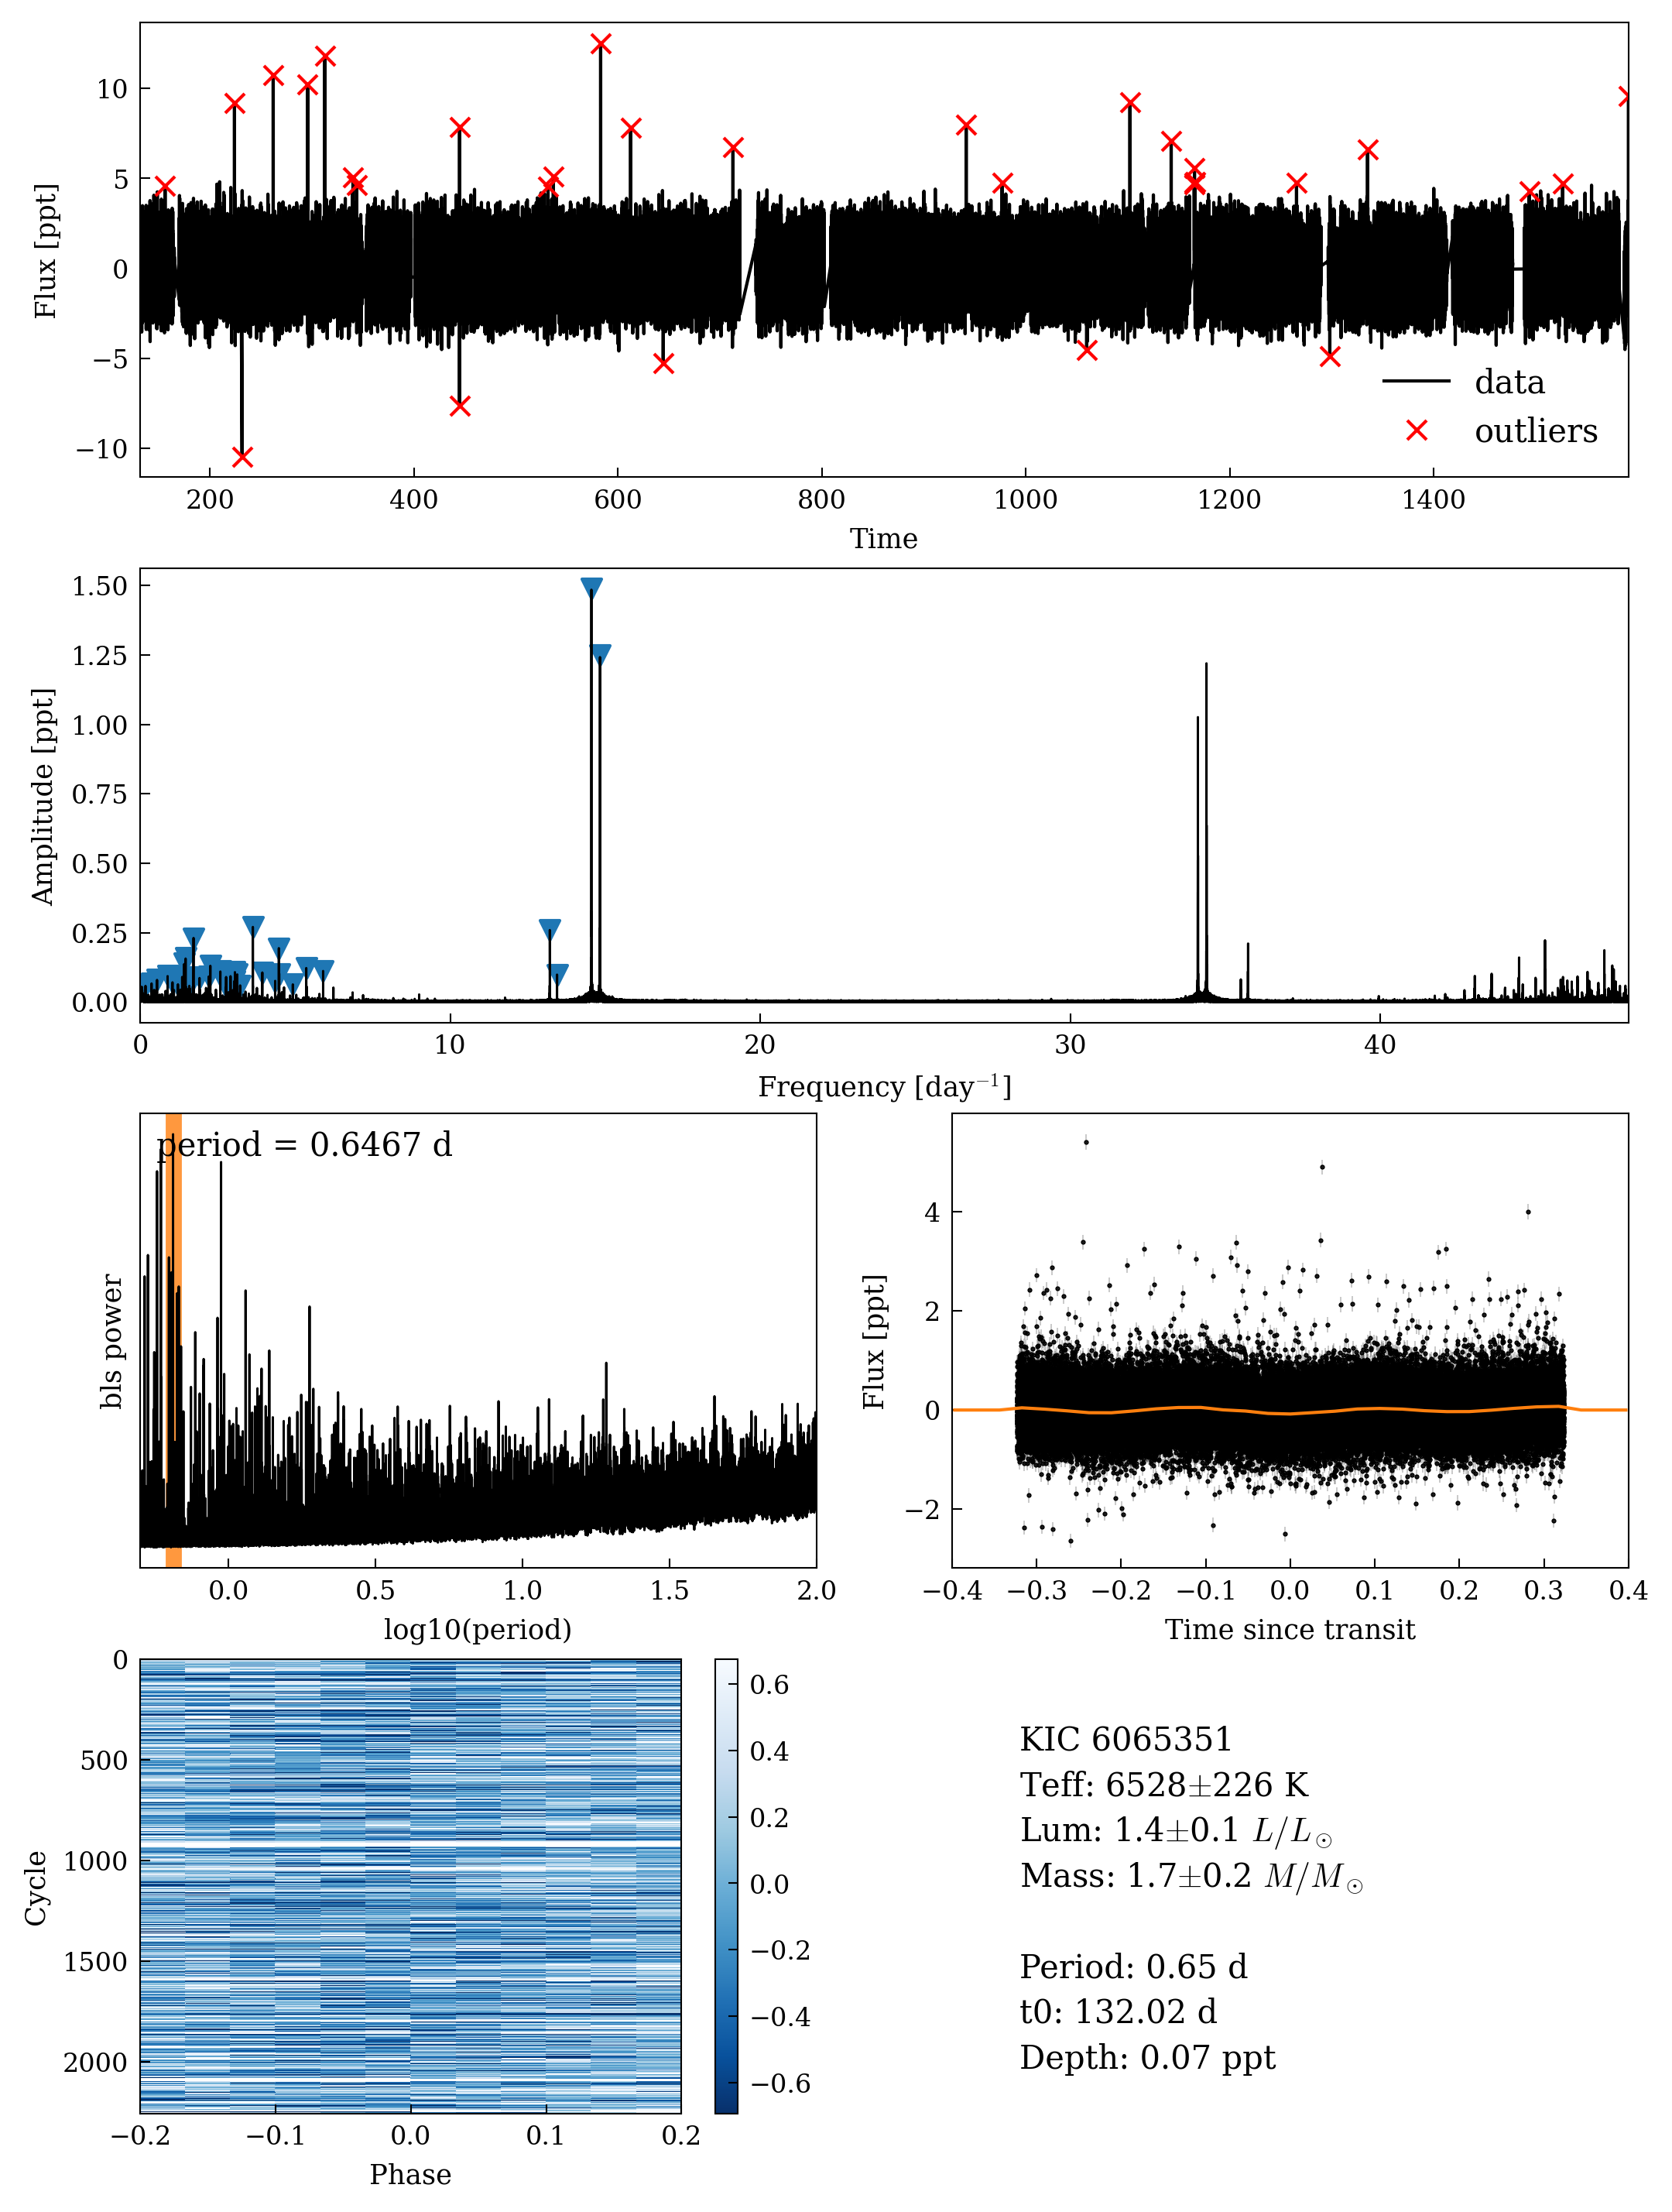 10
5
0
−5
−10
Flux [ppt]
data
outliers
200 400 600 800 1000 1200 1400
Time
1.50
1.25
1.00
0.75
0.50
0.25
0.00
Amplitude [ppt]
0 10 20 30 40
Frequency [day⁻¹]
period = 0.6467 d
bls power
0.0 0.5 1.0 1.5 2.0
log10(period)
4
2
0
−2
Flux [ppt]
−0.4 −0.3 −0.2 −0.1 0.0 0.1 0.2 0.3 0.4
Time since transit
0
500
1000
1500
2000
Cycle
−0.2 −0.1 0.0 0.1 0.2
Phase
0.6
0.4
0.2
0.0
−0.2
−0.4
−0.6
KIC 6065351
Teff: 6528±226 K
Lum: 1.4±0.1 L/L☉
Mass: 1.7±0.2 M/M☉
Period: 0.65 d
t0: 132.02 d
Depth: 0.07 ppt